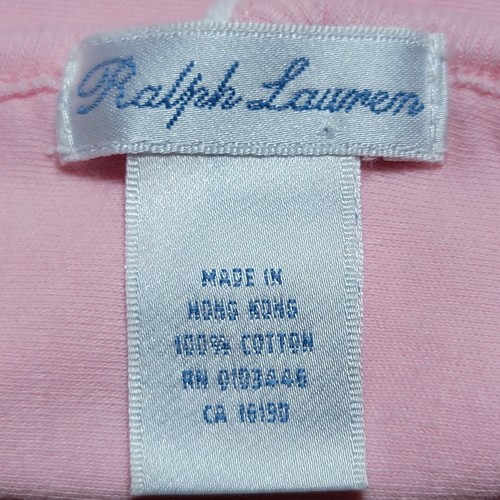 Ralph Lauren
MADE IN
HONG KONG
100% COTTON
RN 0103446
CA 16190